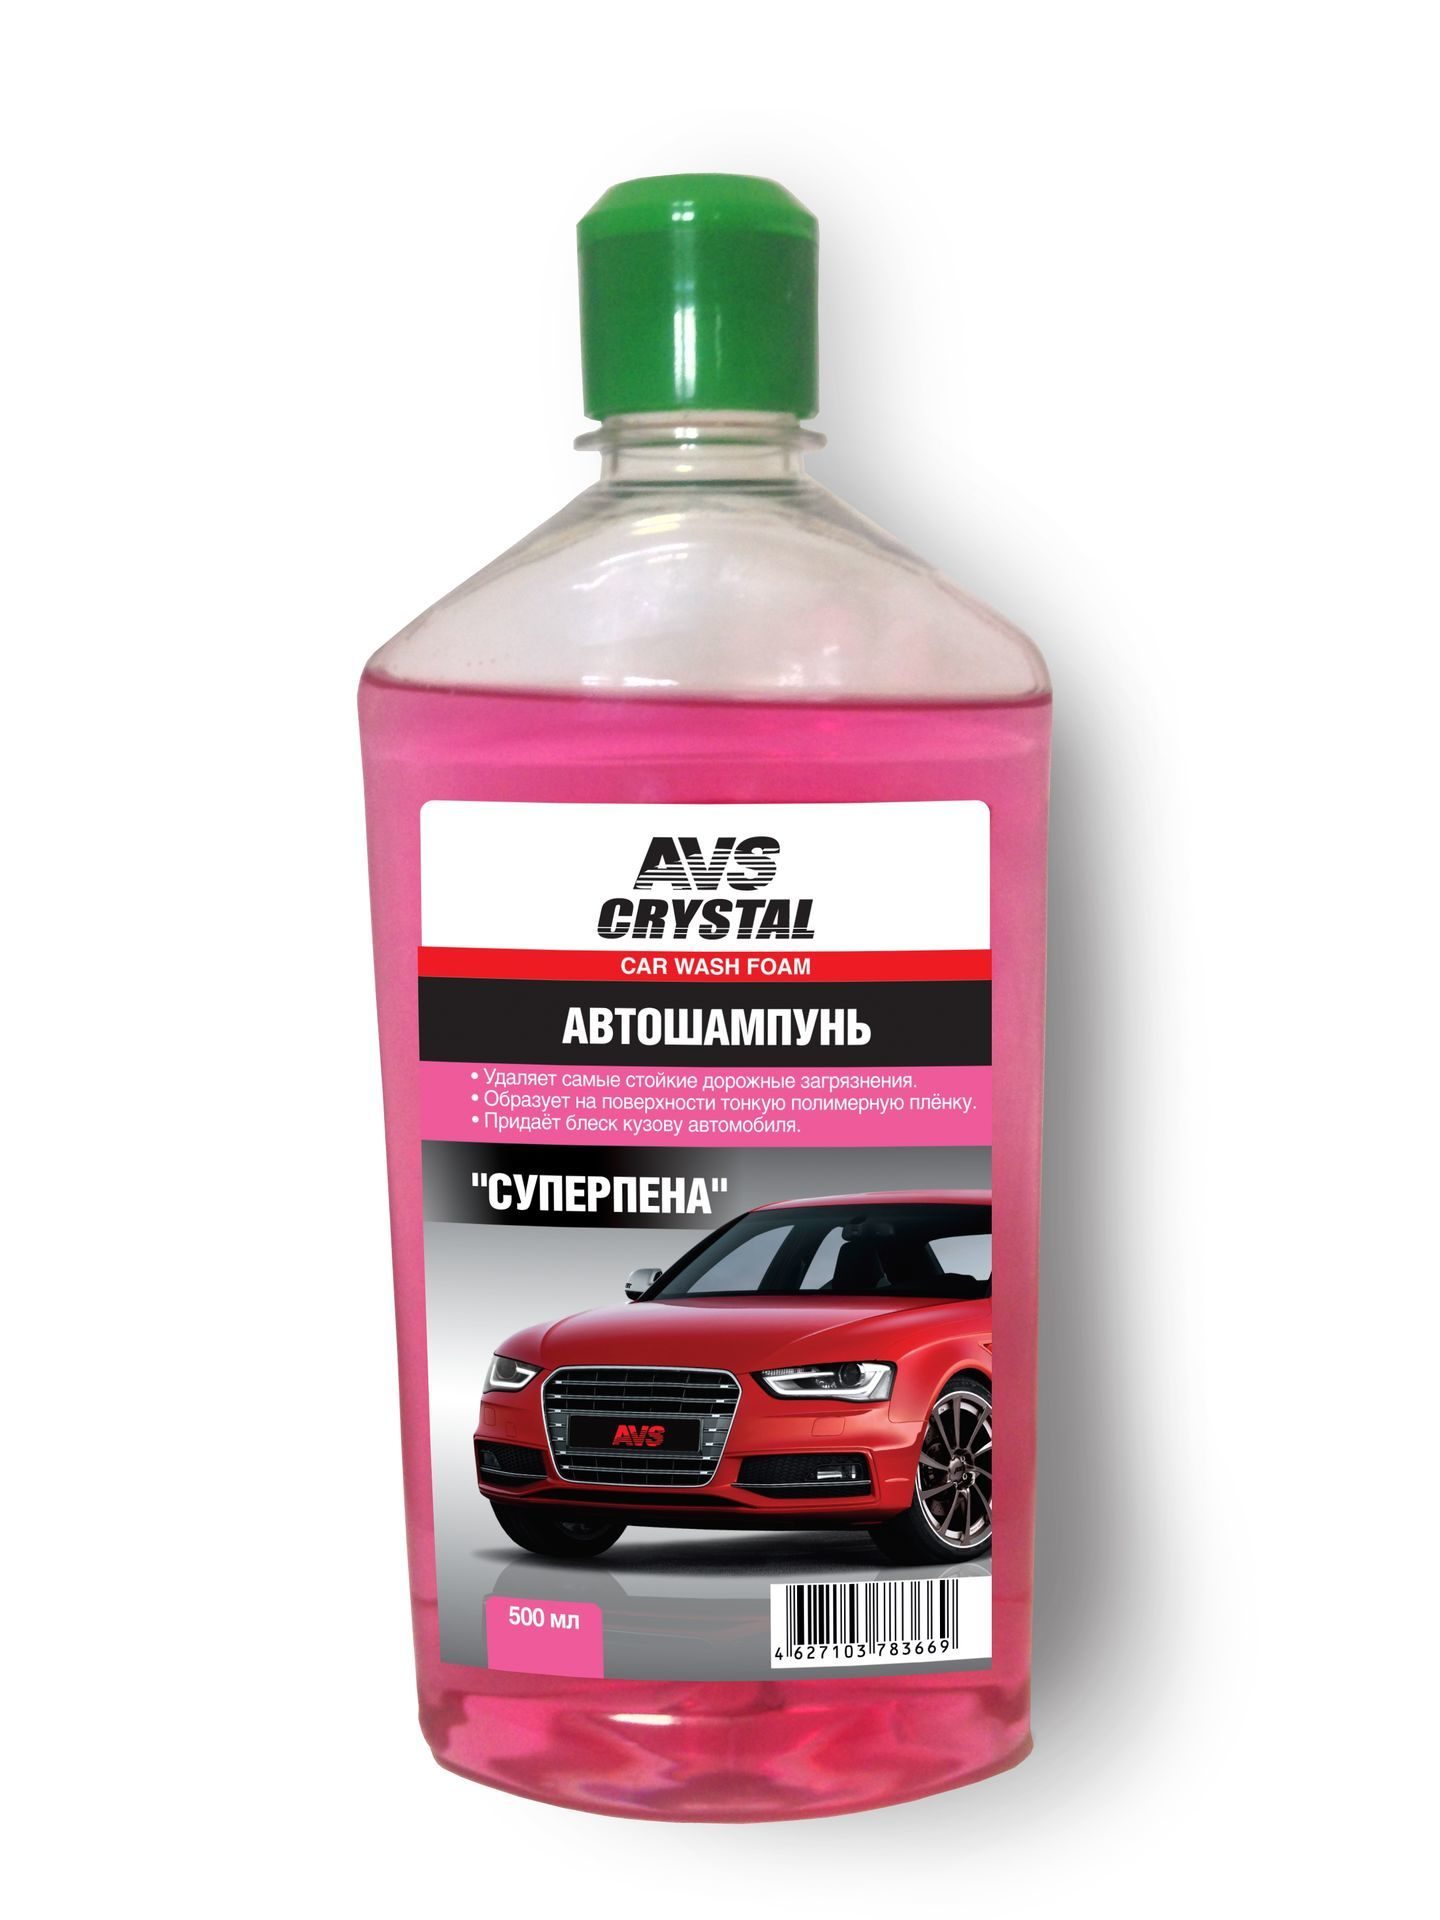 AVS
CRYSTAL
CAR WASH FOAM
АВТОШАМПУНЬ
• Удаляет самые стойкие дорожные загрязнения.
• Образует на поверхности тонкую полимерную плёнку.
• Придаёт блеск кузову автомобиля.
"СУПЕРПЕНА"
AVS
500 мл
4 627103 783669